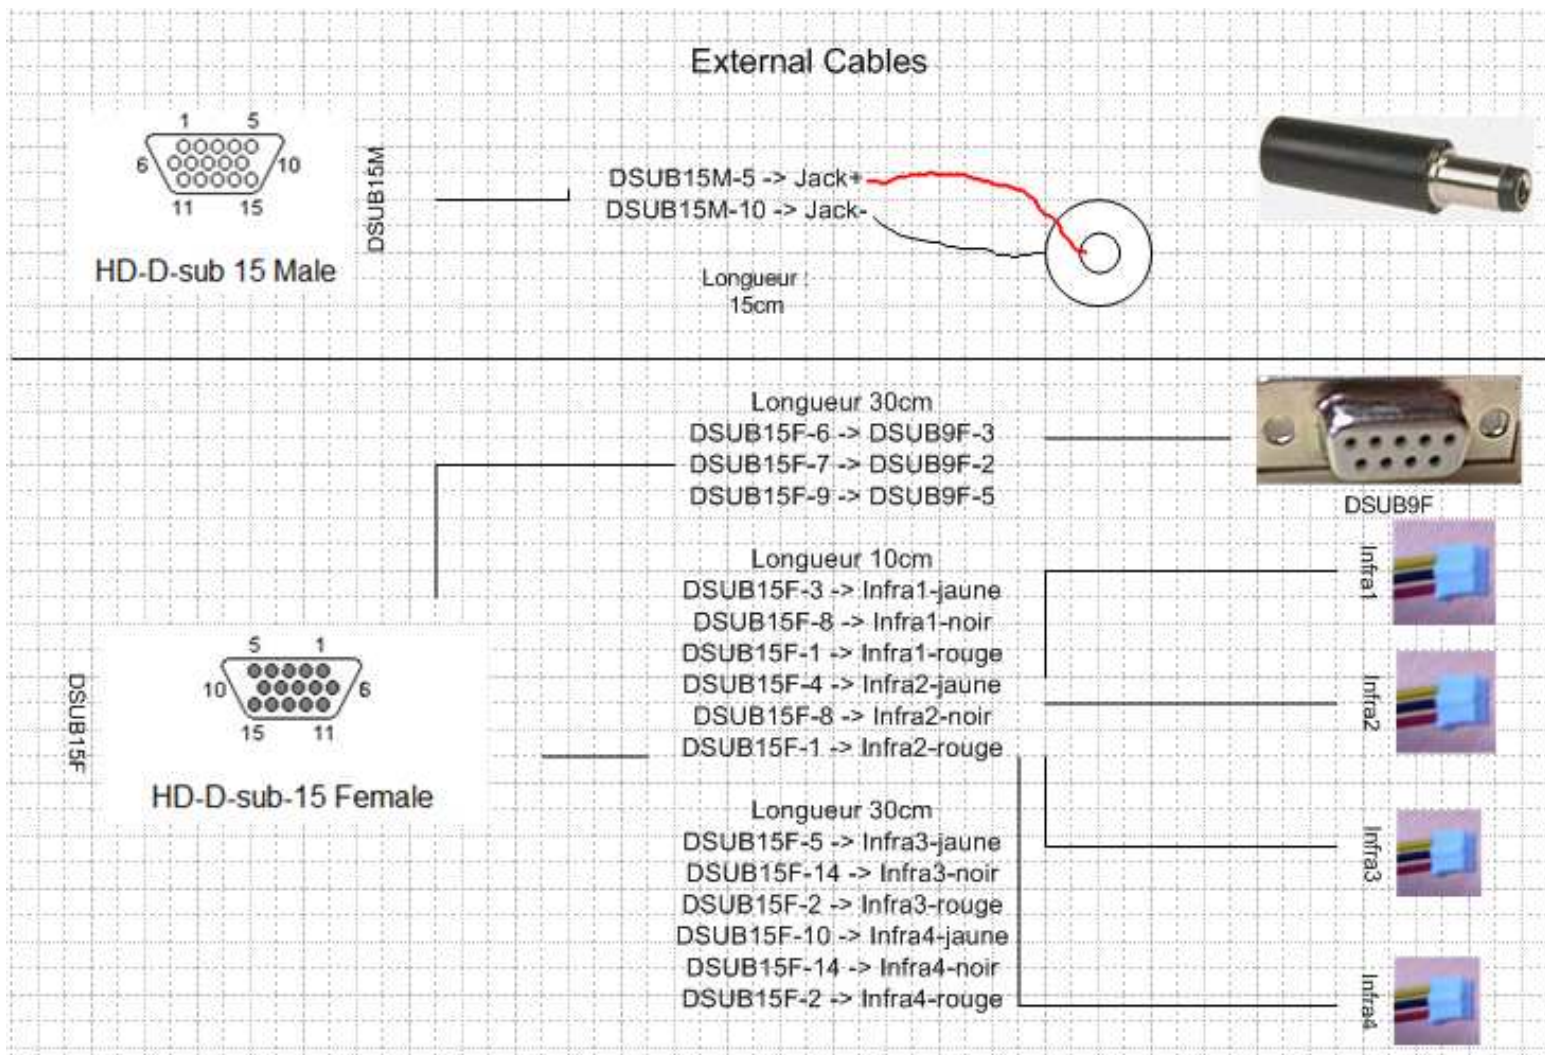 External Cables
1 5
6 10
11 15
HD-D-sub 15 Male
DSUB15M
DSUB15M-5 -> Jack+
DSUB15M-10 -> Jack-
Longueur :
15cm
Longueur 30cm
DSUB15F-6 -> DSUB9F-3
DSUB15F-7 -> DSUB9F-2
DSUB15F-9 -> DSUB9F-5
DSUB9F
Longueur 10cm
DSUB15F-3 -> Infra1-jaune
DSUB15F-8 -> Infra1-noir
DSUB15F-1 -> Infra1-rouge
DSUB15F-4 -> Infra2-jaune
DSUB15F-8 -> Infra2-noir
DSUB15F-1 -> Infra2-rouge
Infra1
Infra2
5 1
10 6
15 11
DSUB15F
HD-D-sub-15 Female
Longueur 30cm
DSUB15F-5 -> Infra3-jaune
DSUB15F-14 -> Infra3-noir
DSUB15F-2 -> Infra3-rouge
DSUB15F-10 -> Infra4-jaune
DSUB15F-14 -> Infra4-noir
DSUB15F-2 -> Infra4-rouge
Infra3
Infra4